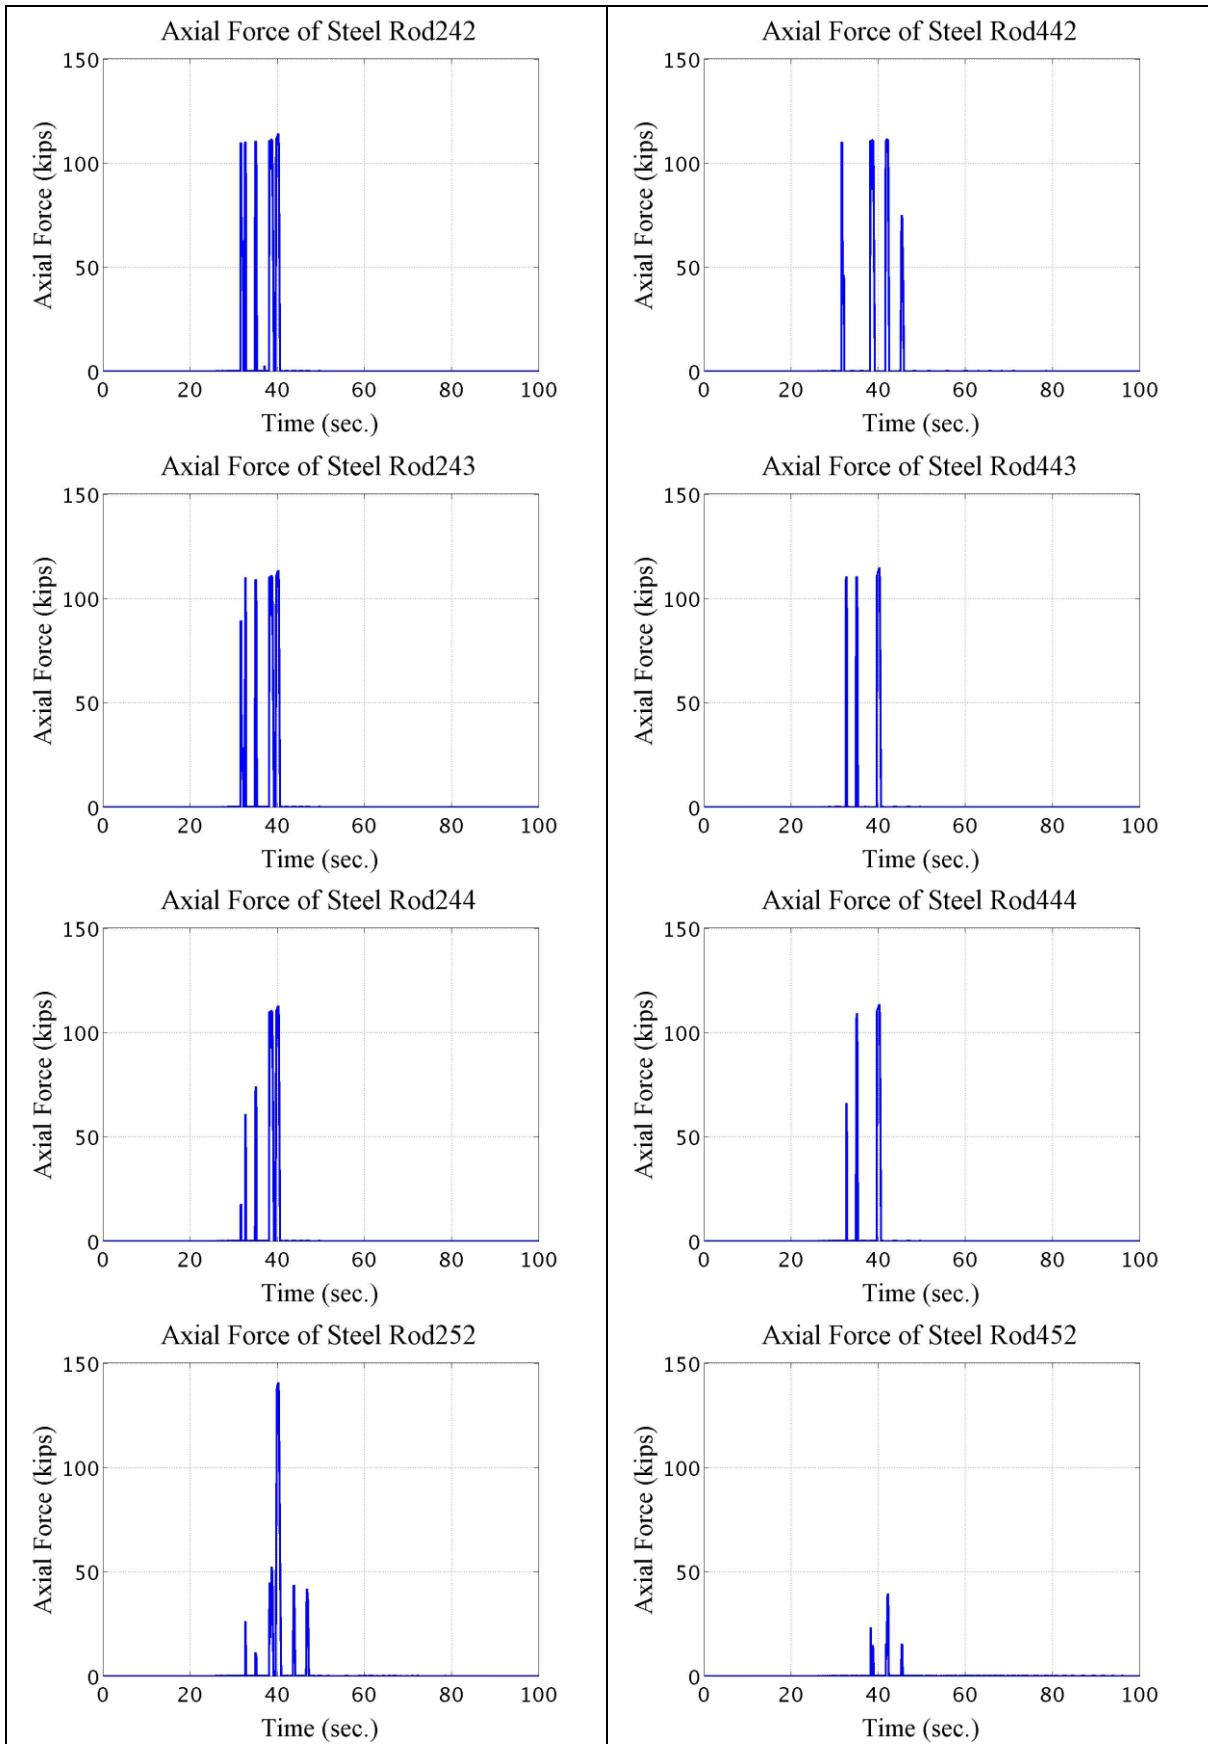 Axial Force of Steel Rod242
150
100
50
0
0 20 40 60 80 100
Axial Force (kips)
Time (sec.)
Axial Force of Steel Rod442
150
100
50
0
0 20 40 60 80 100
Axial Force (kips)
Time (sec.)
Axial Force of Steel Rod243
150
100
50
0
0 20 40 60 80 100
Axial Force (kips)
Time (sec.)
Axial Force of Steel Rod443
150
100
50
0
0 20 40 60 80 100
Axial Force (kips)
Time (sec.)
Axial Force of Steel Rod244
150
100
50
0
0 20 40 60 80 100
Axial Force (kips)
Time (sec.)
Axial Force of Steel Rod444
150
100
50
0
0 20 40 60 80 100
Axial Force (kips)
Time (sec.)
Axial Force of Steel Rod252
150
100
50
0
0 20 40 60 80 100
Axial Force (kips)
Time (sec.)
Axial Force of Steel Rod452
150
100
50
0
0 20 40 60 80 100
Axial Force (kips)
Time (sec.)